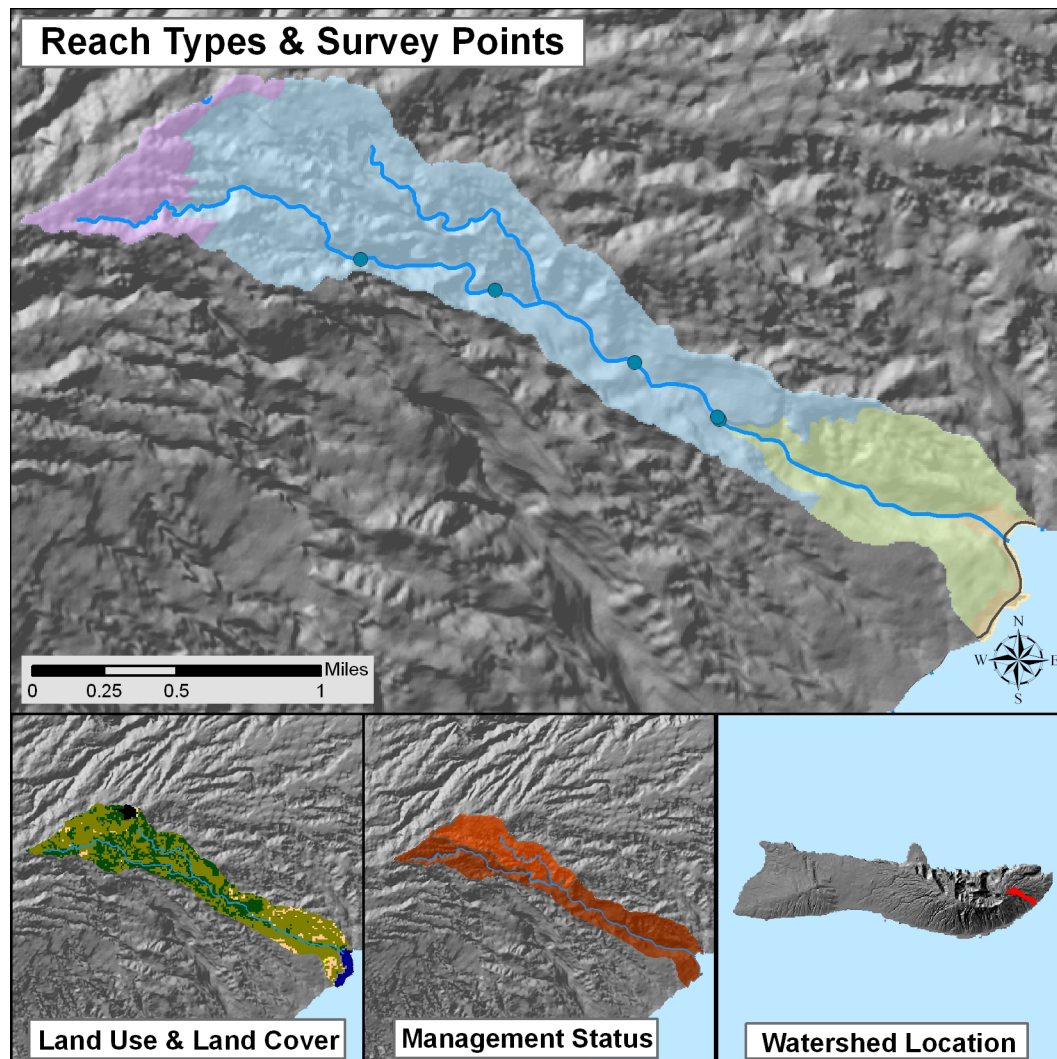 Reach Types & Survey Points
N
W
E
S
Miles
0 0.25 0.5 1
Land Use & Land Cover
Management Status
Watershed Location